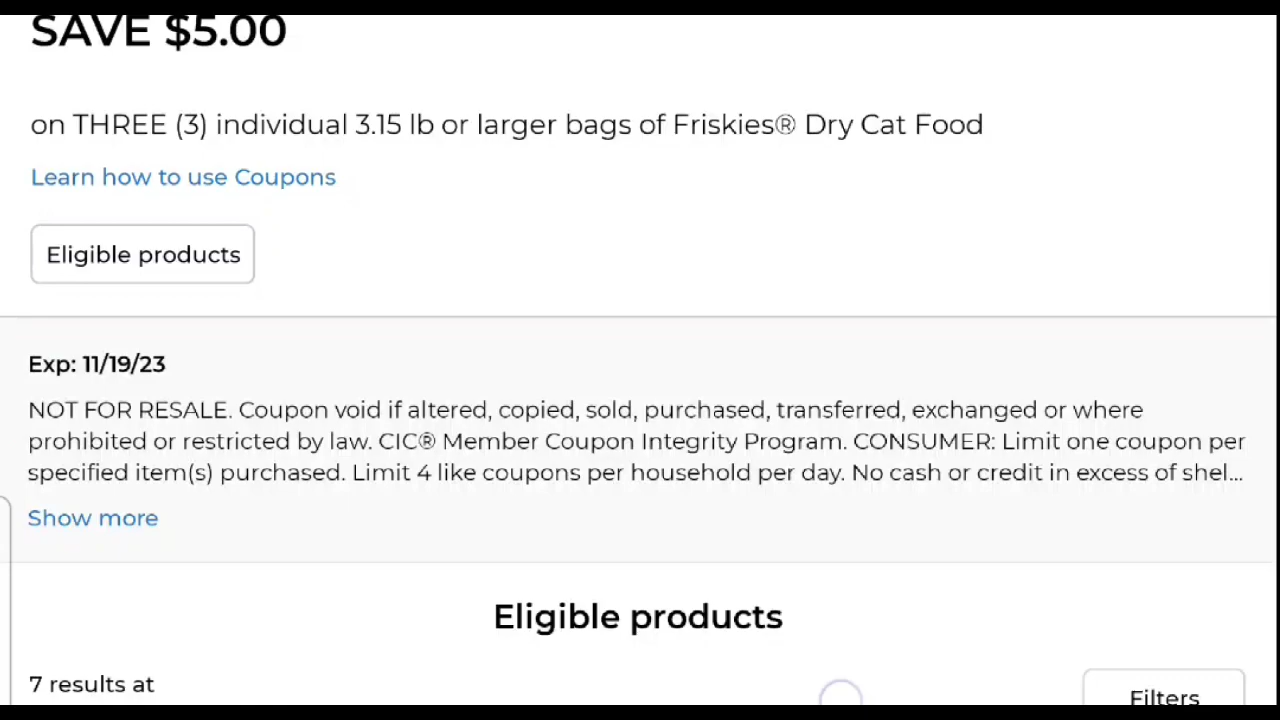 SAVE $5.00
on THREE (3) individual 3.15 lb or larger bags of Friskies® Dry Cat Food
Learn how to use Coupons
Eligible products
Exp: 11/19/23
NOT FOR RESALE. Coupon void if altered, copied, sold, purchased, transferred, exchanged or where
prohibited or restricted by law. CIC® Member Coupon Integrity Program. CONSUMER: Limit one coupon per
specified item(s) purchased. Limit 4 like coupons per household per day. No cash or credit in excess of shel...
Show more
Eligible products
7 results at
Filters